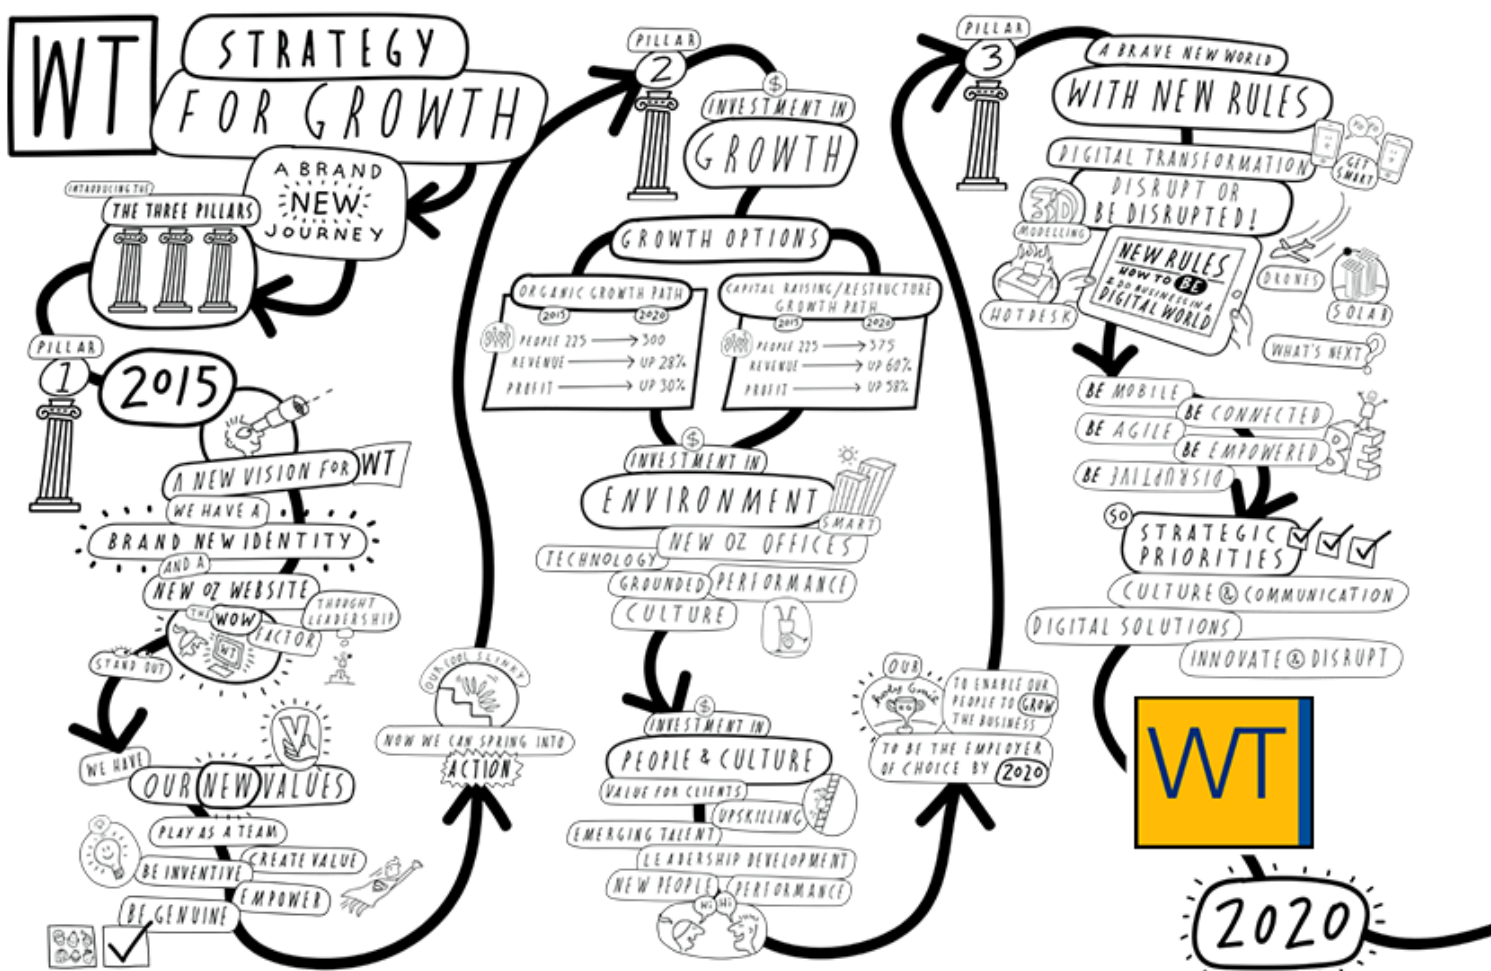 WT
STRATEGY
FOR GROWTH
A BRAND
NEW
JOURNEY
INTRODUCING THE
THE THREE PILLARS
PILLAR
1
2015
A NEW VISION FOR WT
WE HAVE A
BRAND NEW IDENTITY
AND A
NEW OZ WEBSITE
THOUGHT
LEADERSHIP
THE WOW
FACTOR
WT
STAND OUT
WE HAVE
V
OUR NEW VALUES
PLAY AS A TEAM
CREATE VALUE
BE INVENTIVE
EMPOWER
BE GENUINE
OUR COOL SLINKY
NOW WE CAN SPRING INTO
ACTION
PILLAR
2
$
INVESTMENT IN
GROWTH
GROWTH OPTIONS
ORGANIC GROWTH PATH
2015 2020
PEOPLE 225 → 300
REVENUE → UP 28%
PROFIT → UP 30%
CAPITAL RAISING/RESTRUCTURE
GROWTH PATH
2015 2020
PEOPLE 225 → 375
REVENUE → UP 60%
PROFIT → UP 58%
$
INVESTMENT IN
ENVIRONMENT
SMART
NEW OZ OFFICES
TECHNOLOGY
GROUNDED PERFORMANCE
CULTURE
$
INVESTMENT IN
PEOPLE & CULTURE
VALUE FOR CLIENTS
UPSKILLING
EMERGING TALENT
LEADERSHIP DEVELOPMENT
NEW PEOPLE PERFORMANCE
Hi Hi
OUR
holy Grail
TO ENABLE OUR
PEOPLE TO GROW
THE BUSINESS
TO BE THE EMPLOYER
OF CHOICE BY 2020
PILLAR
3
A BRAVE NEW WORLD
WITH NEW RULES
DIGITAL TRANSFORMATION
GET
SMART
DISRUPT OR
BE DISRUPTED!
3D
MODELLING
NEW RULES
HOW TO BE
& DO BUSINESS IN A
DIGITAL WORLD
DRONES
HOTDESK
SOLAR
WHAT'S NEXT?
BE MOBILE
BE CONNECTED
BE AGILE
BE EMPOWERED
BE
BE DISRUPTIVE
SO
STRATEGIC
PRIORITIES
CULTURE & COMMUNICATION
DIGITAL SOLUTIONS
INNOVATE & DISRUPT
WT
2020